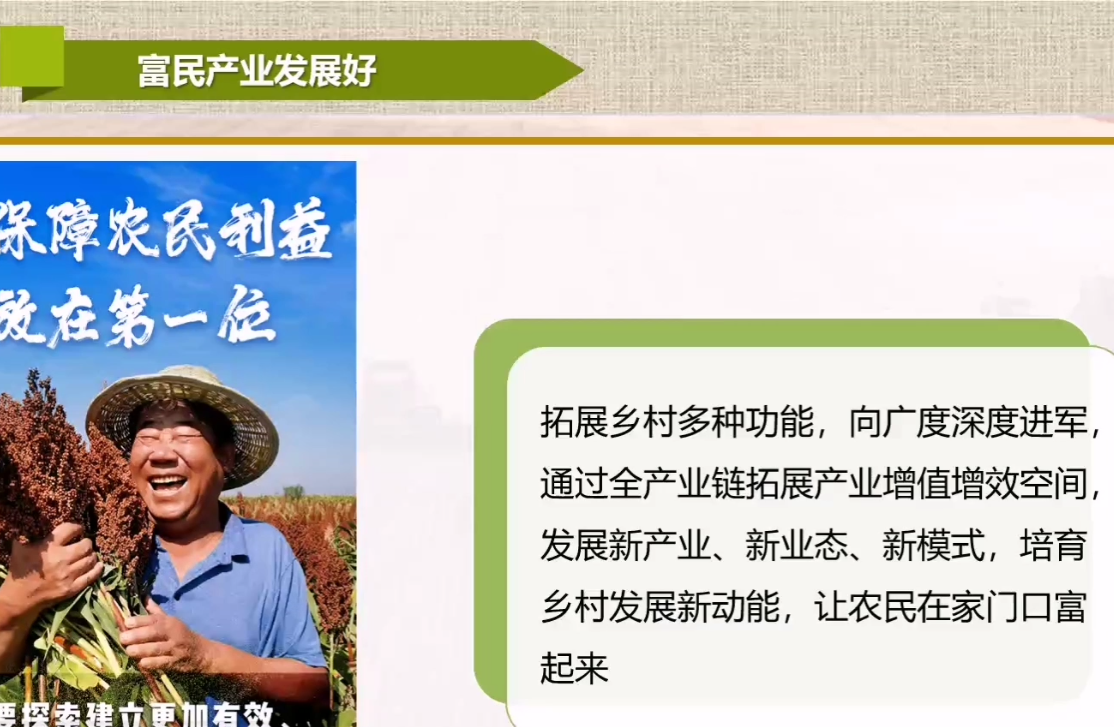 富民产业发展好
保障农民利益
放在第一位
拓展乡村多种功能，向广度深度进军，
通过全产业链拓展产业增值增效空间，
发展新产业、新业态、新模式，培育
乡村发展新动能，让农民在家门口富
起来
要探索建立更加有效、